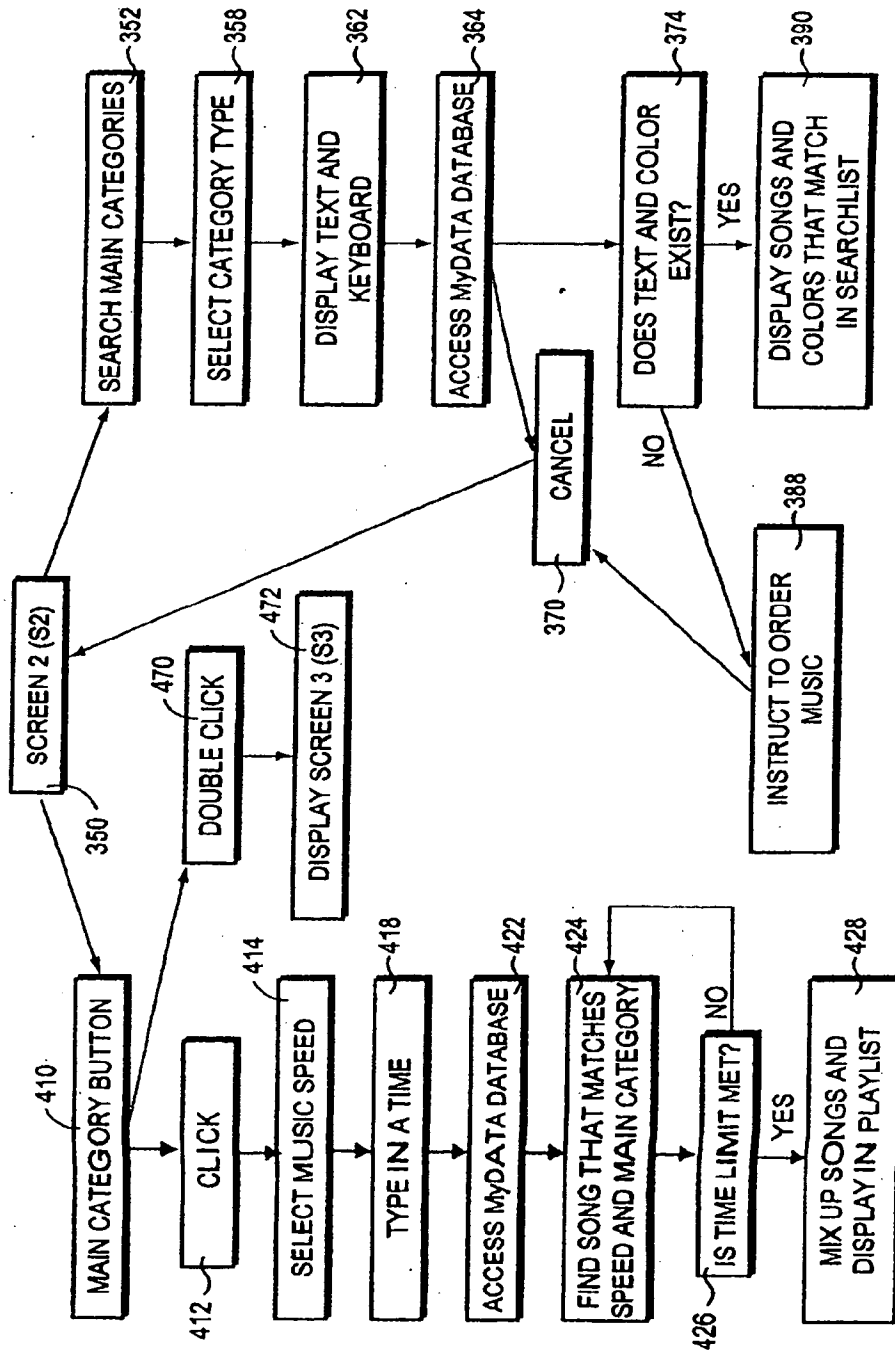 SCREEN 2 (S2)
350
MAIN CATEGORY BUTTON
410
CLICK
412
SELECT MUSIC SPEED
414
TYPE IN A TIME
418
ACCESS MyDATA DATABASE
422
FIND SONG THAT MATCHES
SPEED AND MAIN CATEGORY
424
IS TIME LIMIT MET?
426
NO
YES
MIX UP SONGS AND
DISPLAY IN PLAYLIST
428
DOUBLE CLICK
470
DISPLAY SCREEN 3 (S3)
472
SEARCH MAIN CATEGORIES
352
SELECT CATEGORY TYPE
358
DISPLAY TEXT AND
KEYBOARD
362
ACCESS MyDATA DATABASE
364
CANCEL
370
DOES TEXT AND COLOR
EXIST?
374
NO
YES
INSTRUCT TO ORDER
MUSIC
388
DISPLAY SONGS AND
COLORS THAT MATCH
IN SEARCHLIST
390